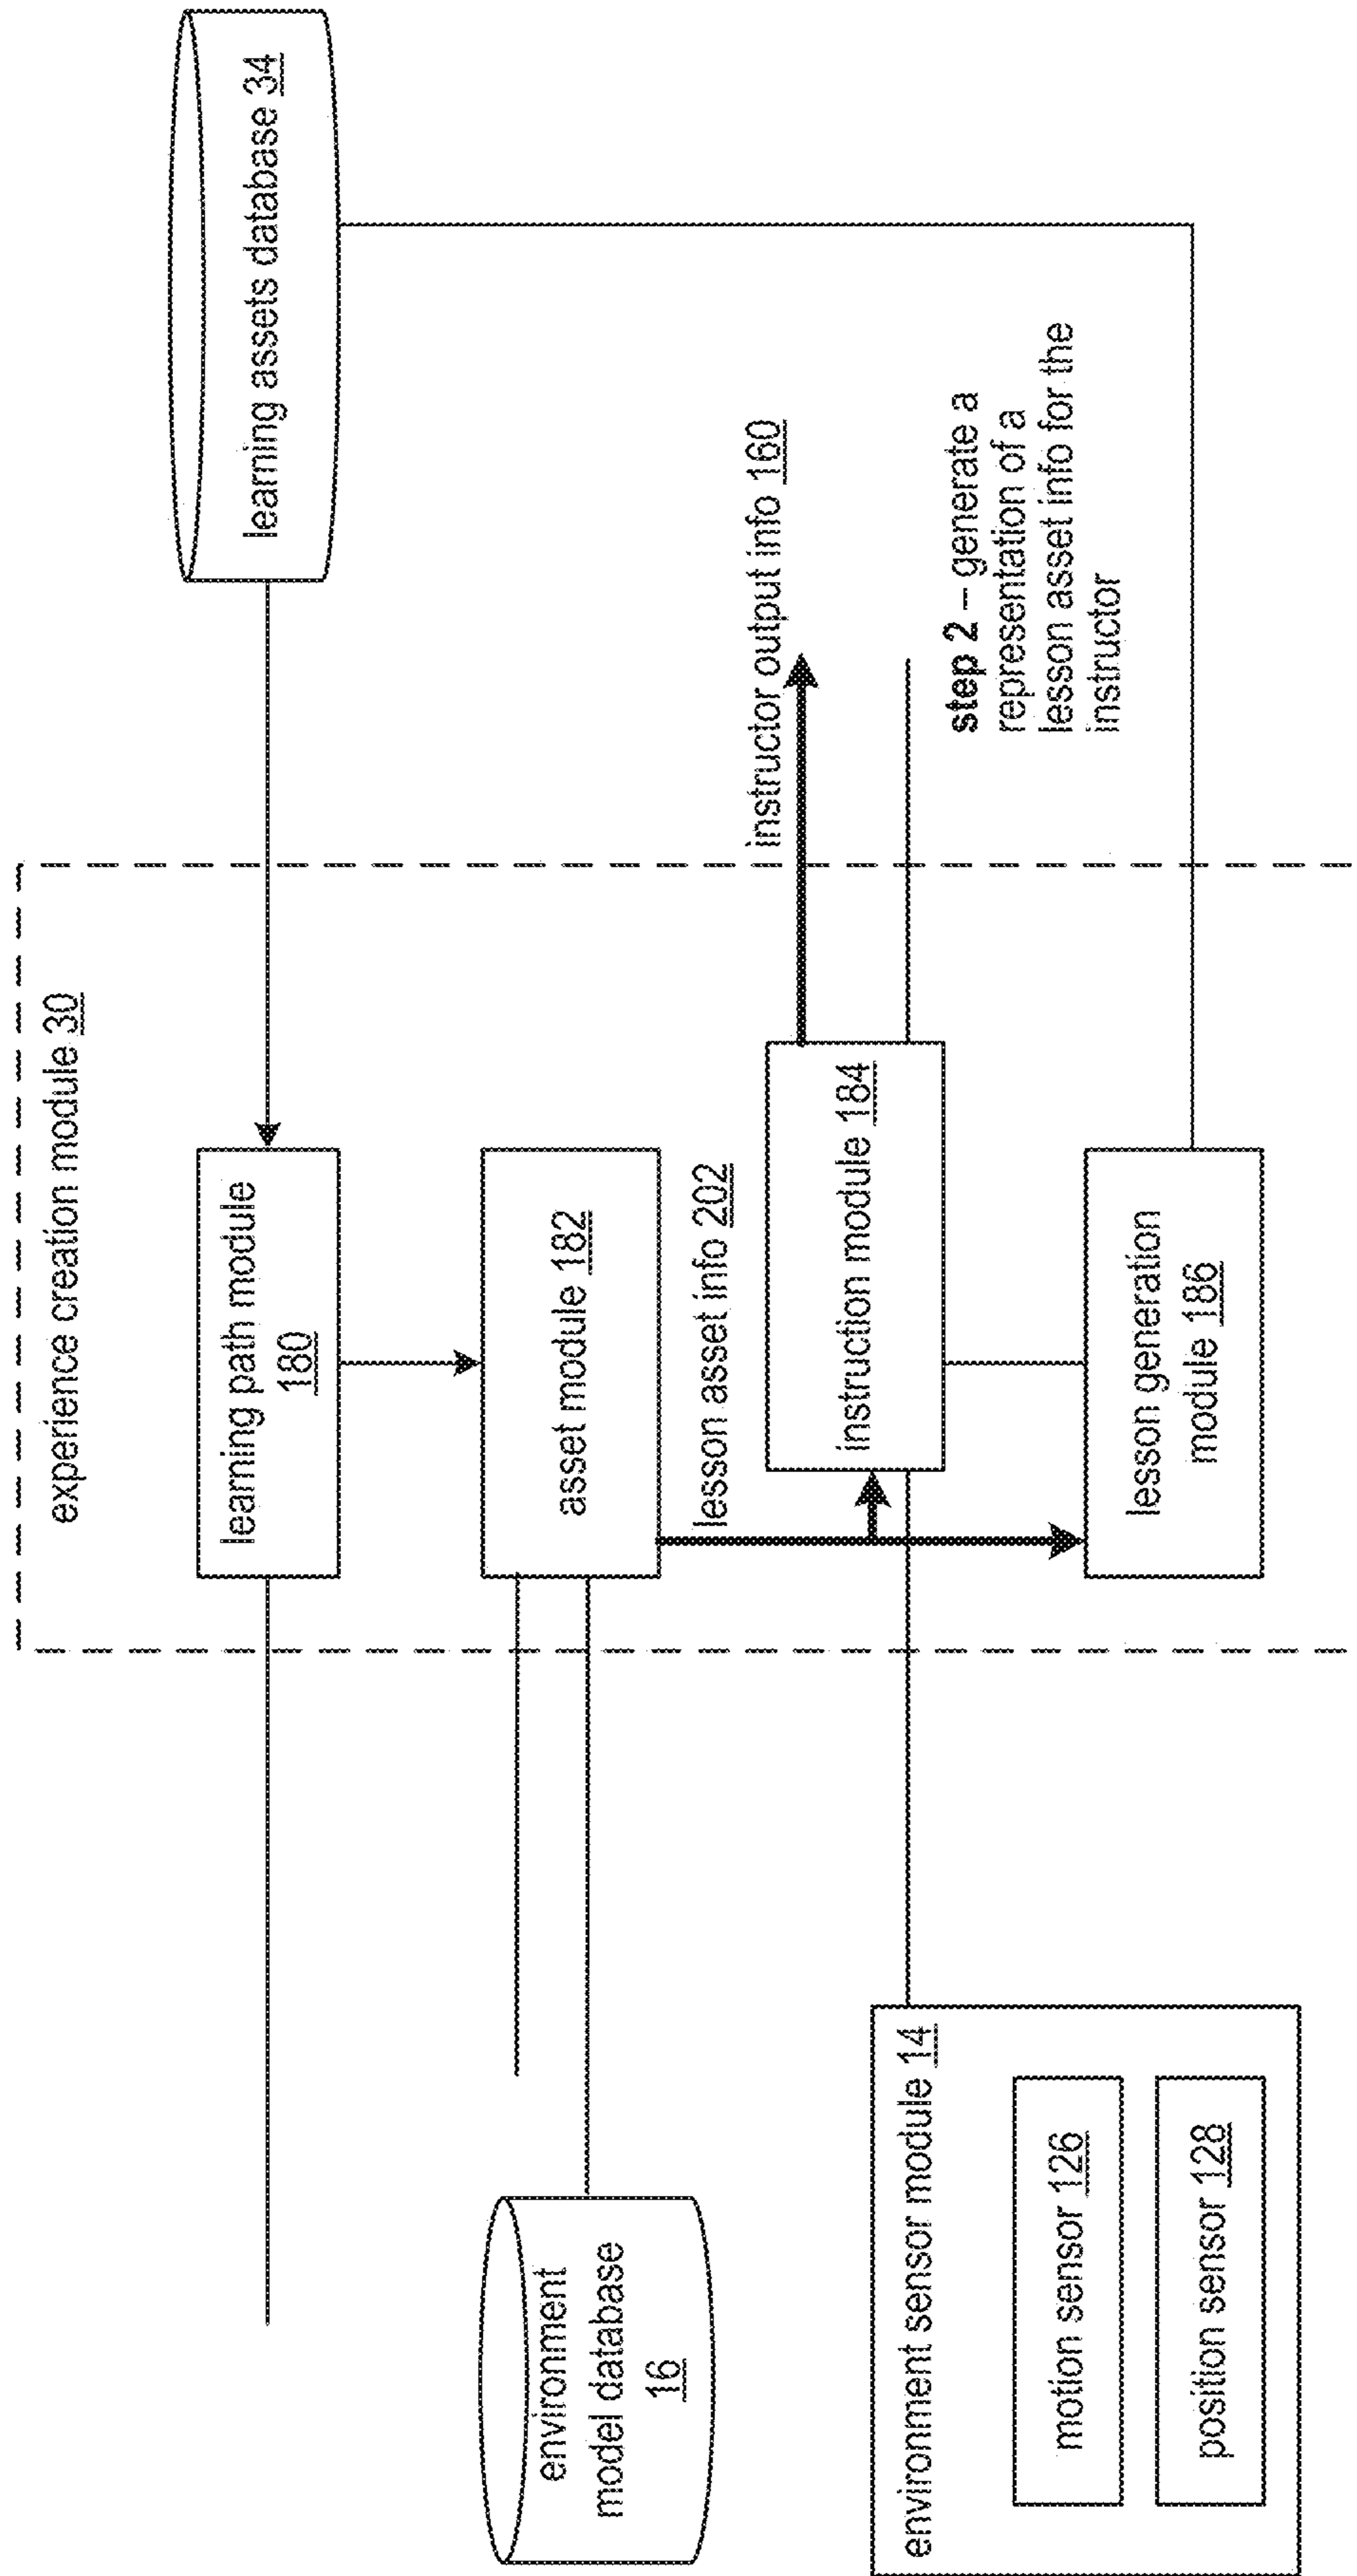 experience creation module 30
learning assets database 34
learning path module
180
environment
model database
16
asset module 182
lesson asset info 202
instructor output info 160
instruction module 184
environment sensor module 14
motion sensor 126
position sensor 128
step 2 – generate a
representation of a
lesson asset info for the
instructor
lesson generation
module 186